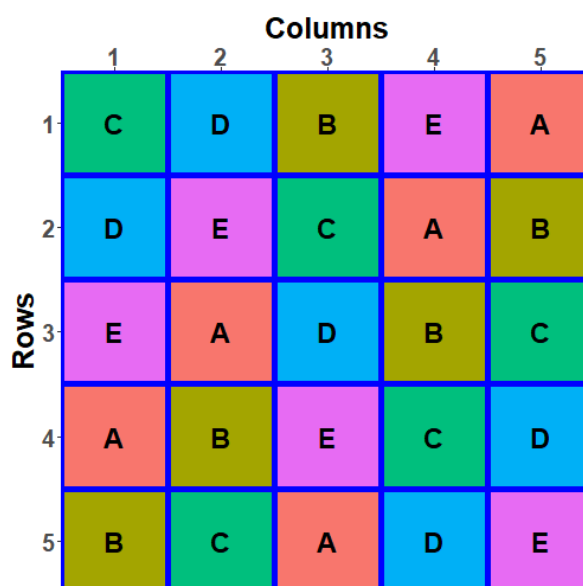 Columns
1 2 3 4 5
Rows
1 C D B E A
2 D E C A B
3 E A D B C
4 A B E C D
5 B C A D E